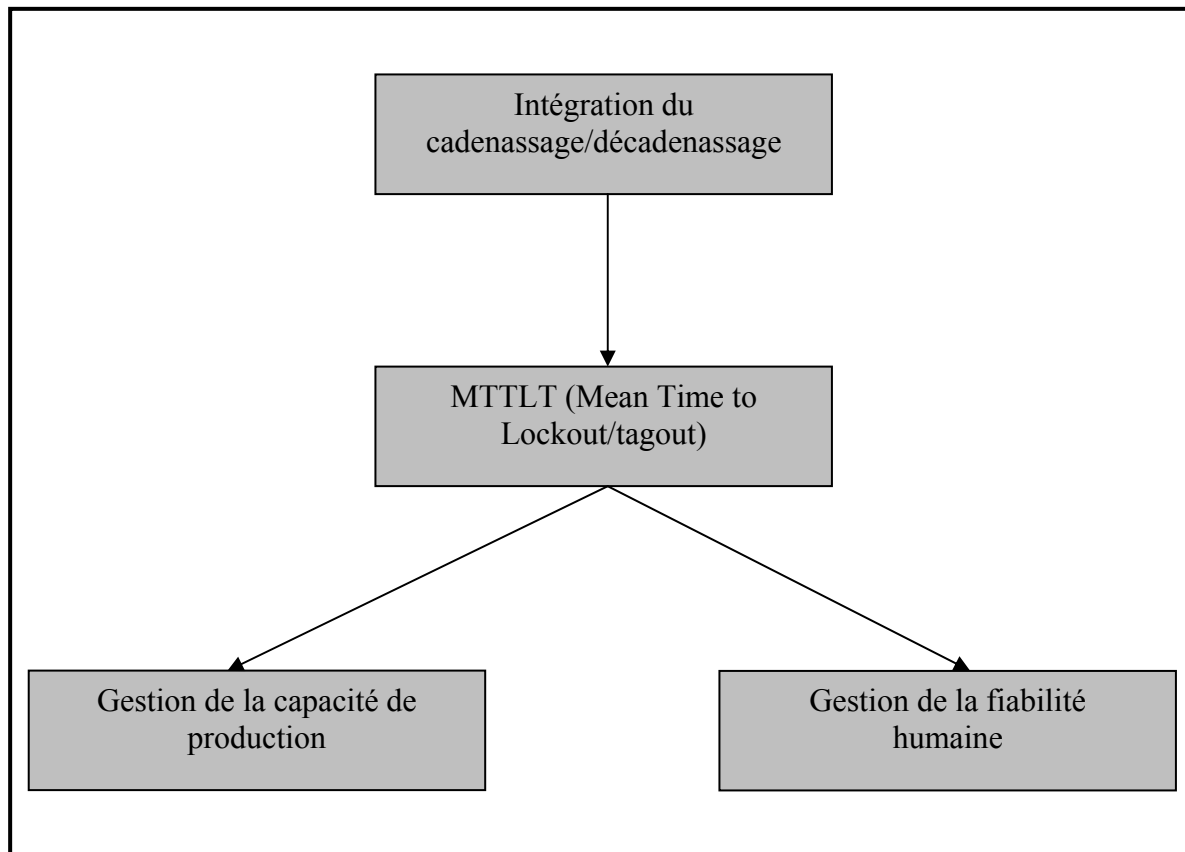 Intégration du
cadenassage/décadenassage
MTTLT (Mean Time to
Lockout/tagout)
Gestion de la capacité de
production
Gestion de la fiabilité
humaine